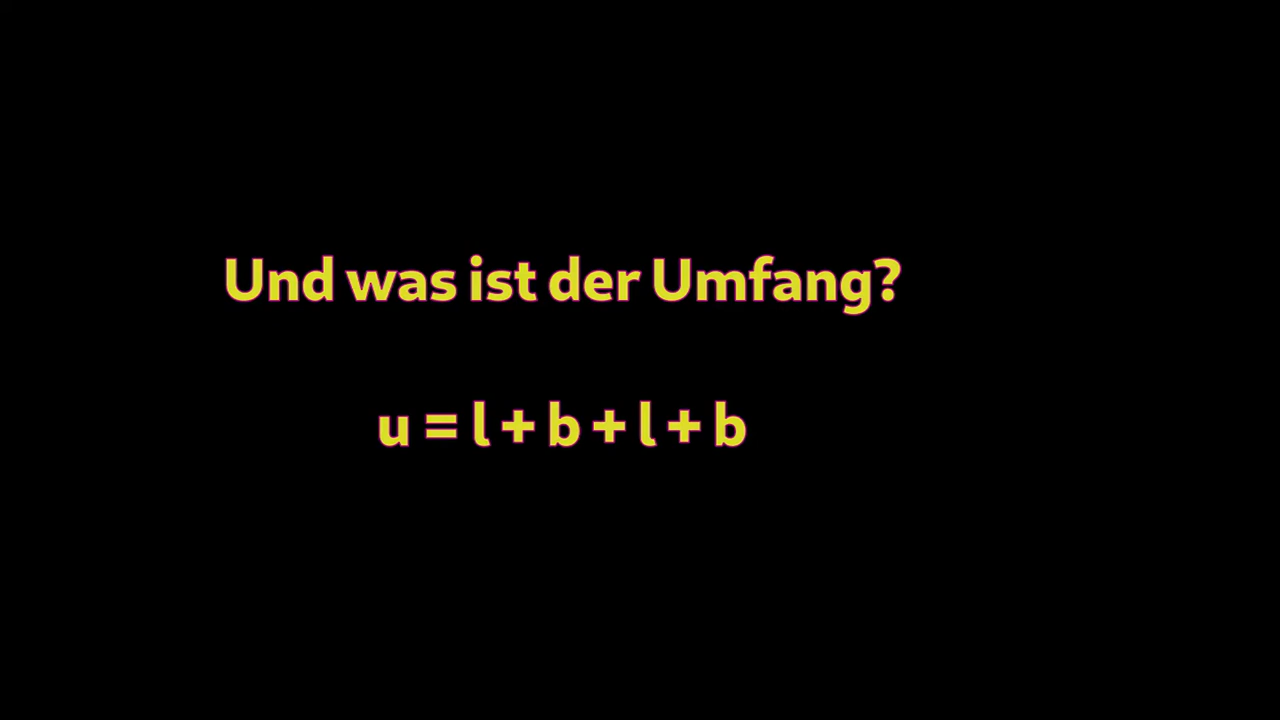 Und was ist der Umfang?
u = l + b + l + b